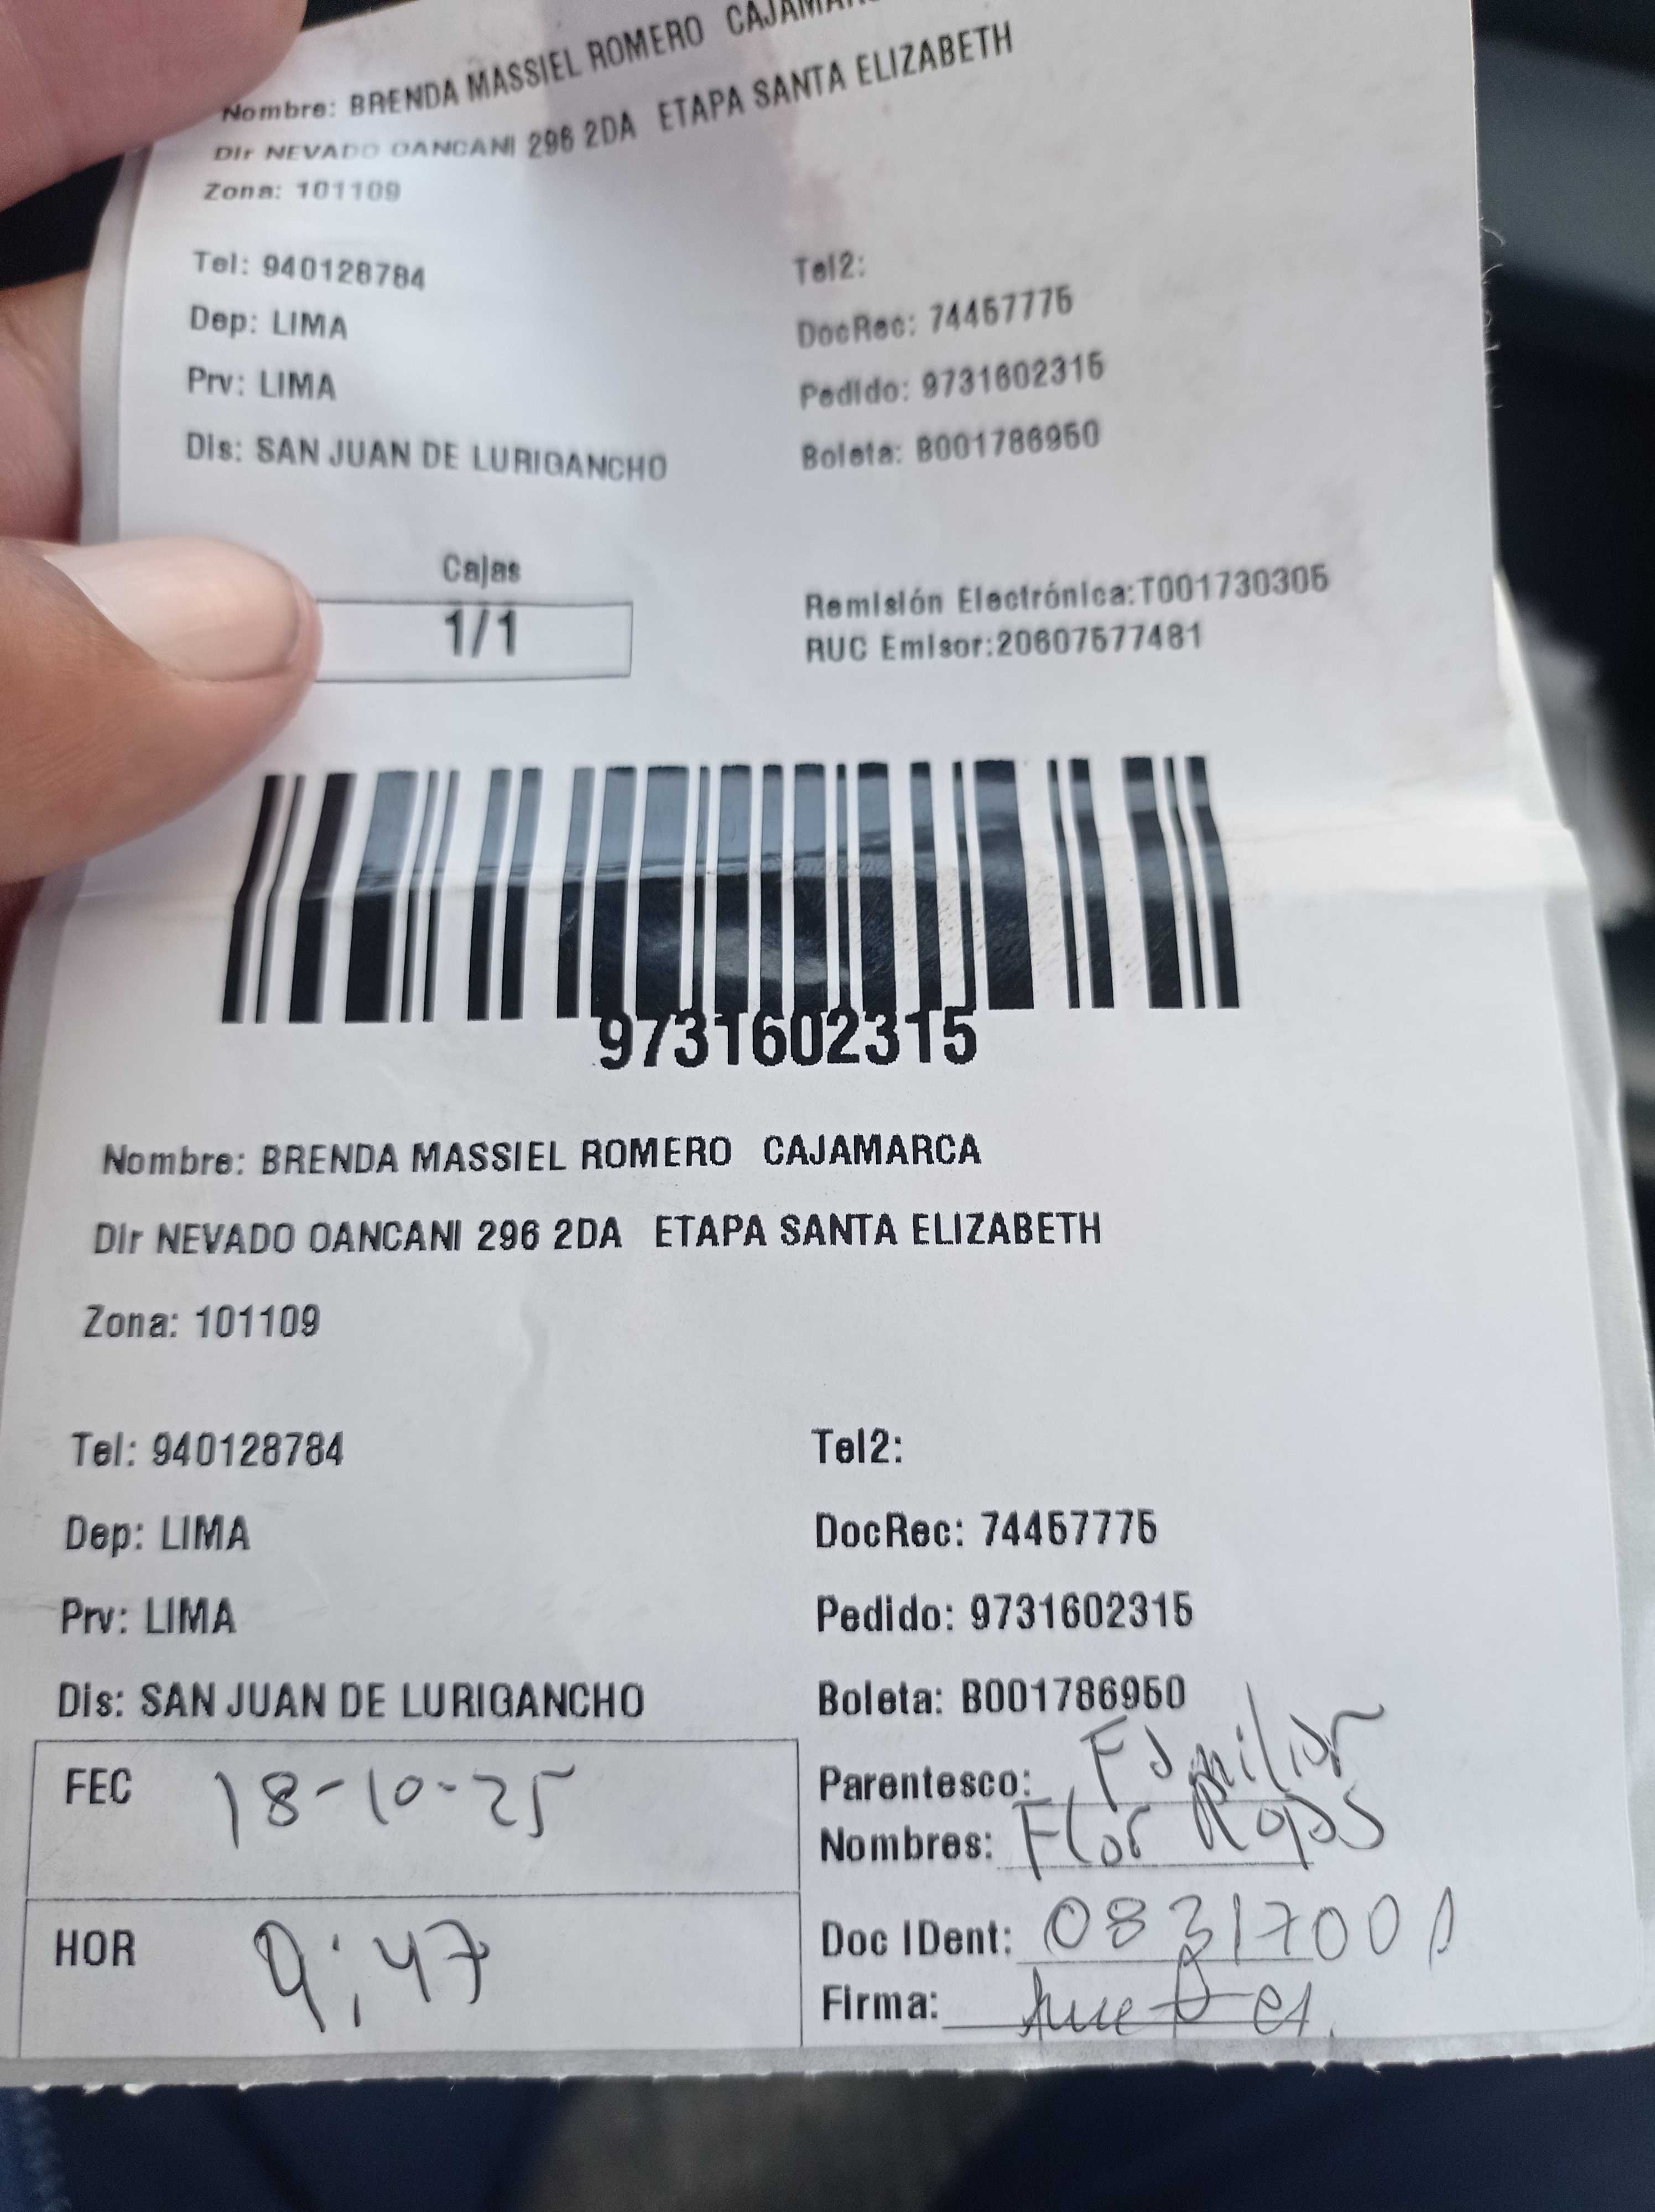 Nombre: BRENDA MASSIEL ROMERO CAJAMAR
Dir NEVADO OANCANI 296 2DA ETAPA SANTA ELIZABETH
Zona: 101109
Tel: 940128784 Tel2:
Dep: LIMA DocRec: 74457775
Prv: LIMA Pedido: 9731602315
Dis: SAN JUAN DE LURIGANCHO Boleta: B001786950
Cajas
1/1
Remisión Electrónica:T001730305
RUC Emisor:20607577481
9731602315
Nombre: BRENDA MASSIEL ROMERO CAJAMARCA
Dir NEVADO OANCANI 296 2DA ETAPA SANTA ELIZABETH
Zona: 101109
Tel: 940128784 Tel2:
Dep: LIMA DocRec: 74457775
Prv: LIMA Pedido: 9731602315
Dis: SAN JUAN DE LURIGANCHO Boleta: B001786950
FEC 18-10-25 Parentesco: Familiar
Nombres: Flor Rojas
HOR 9:47 Doc IDent:
Firma: